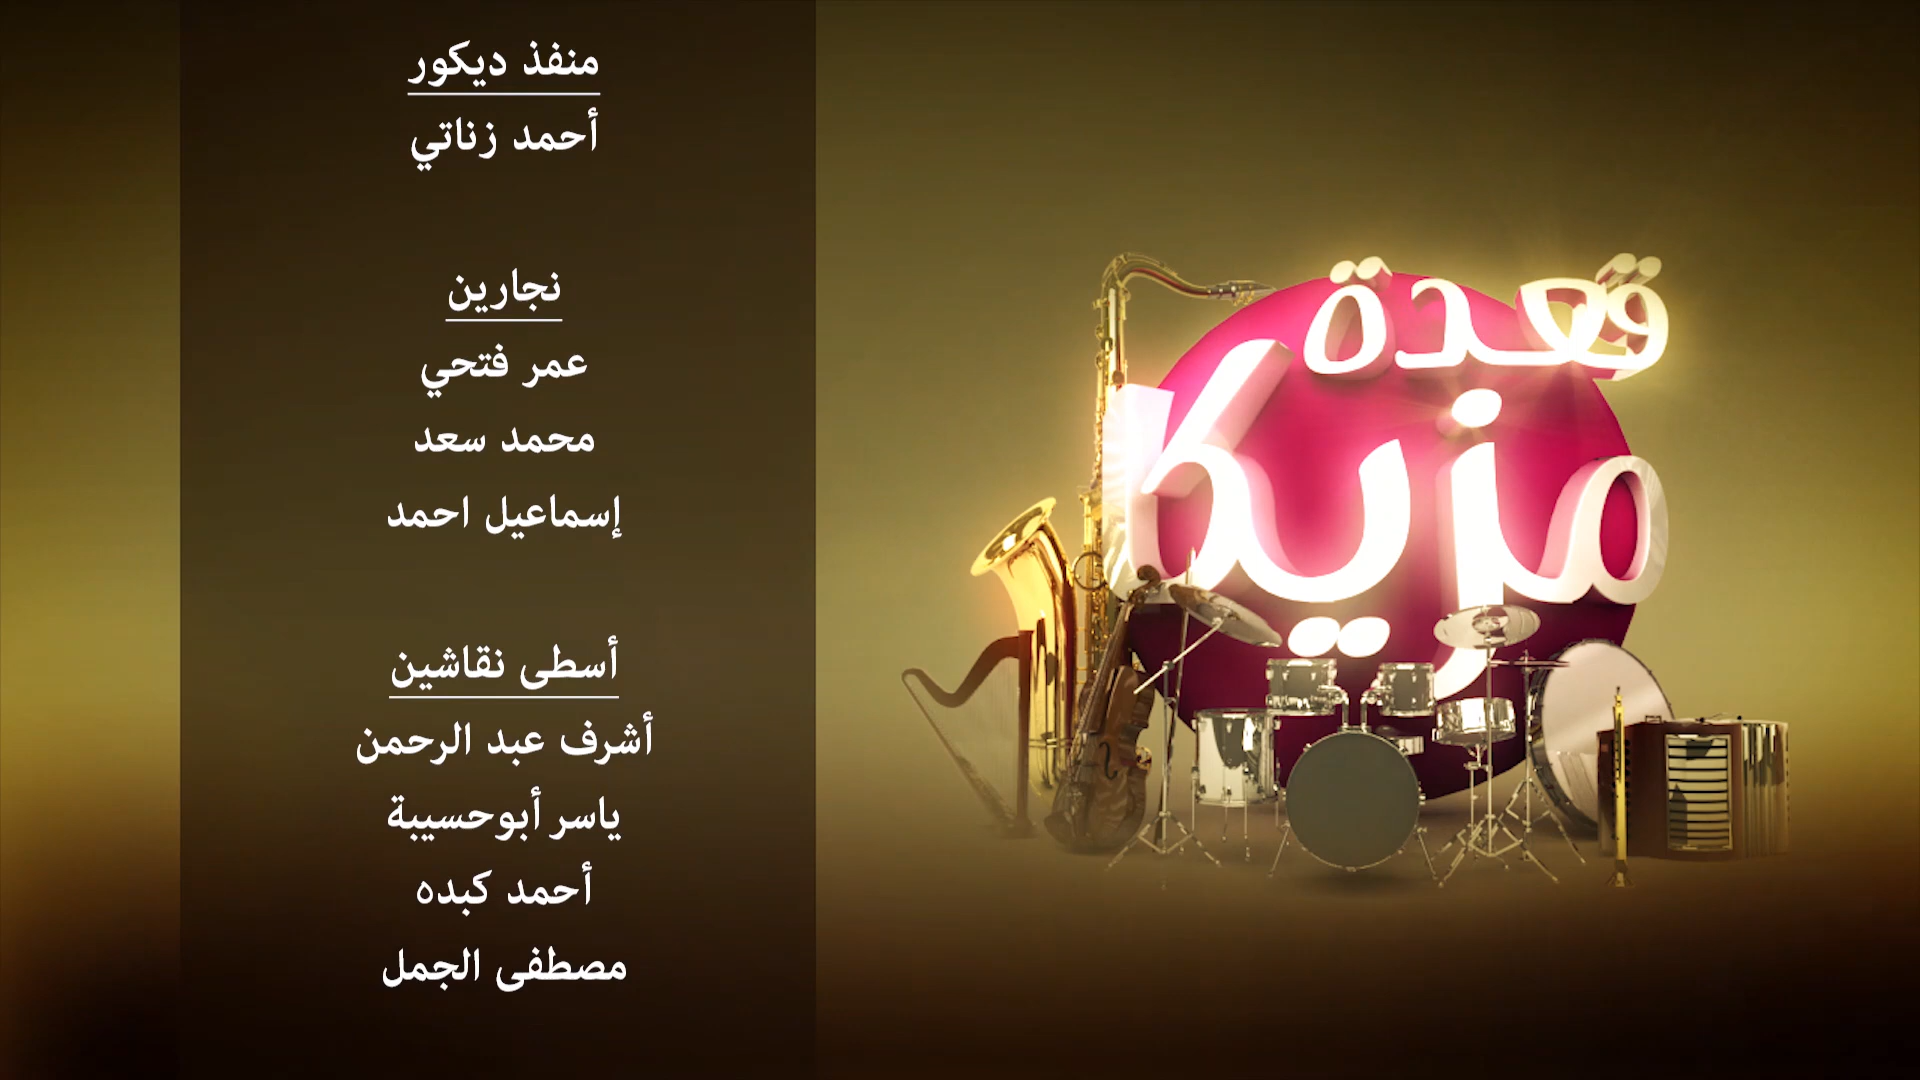 منفذ ديكور
أحمد زناتي
نجارين
عمر فتحي
محمد سعد
إسماعيل احمد
أسطى نقاشين
أشرف عبد الرحمن
ياسر أبوحسيبة
أحمد كبده
مصطفى الجمل
قعدة
مزيكا